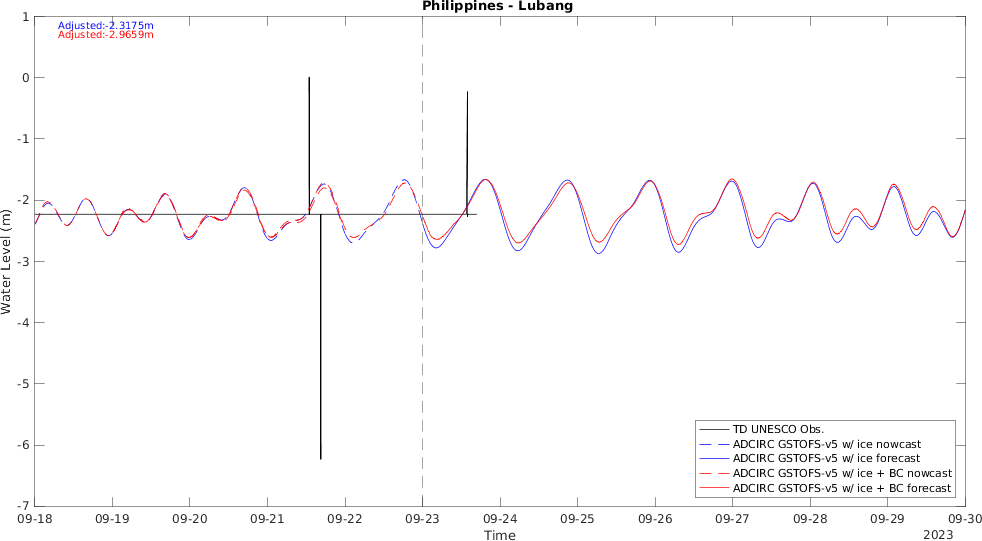 Philippines - Lubang
Adjusted:-2.3175m
Adjusted:-2.9659m
1
0
-1
-2
-3
-4
-5
-6
-7
Water Level (m)
TD UNESCO Obs.
ADCIRC GSTOFS-v5 w/ ice nowcast
ADCIRC GSTOFS-v5 w/ ice forecast
ADCIRC GSTOFS-v5 w/ ice + BC nowcast
ADCIRC GSTOFS-v5 w/ ice + BC forecast
09-18 09-19 09-20 09-21 09-22 09-23 09-24 09-25 09-26 09-27 09-28 09-29 09-30
Time
2023